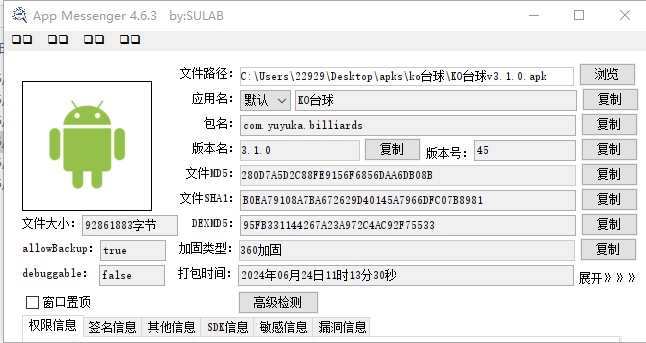 App Messenger 4.6.3 by:SULAB
文件路径: C:\Users\22929\Desktop\apks\ko台球\KO台球v3.1.0.apk 浏览
应用名: 默认 KO台球 复制
包名: com.yuyuka.billiards 复制
版本名: 3.1.0 复制 版本号: 45 复制
文件MD5: 280D7A5D2C88FE9156F6856DAA6DB08B 复制
文件SHA1: B0EA79108A7BA672629D40145A7966DFC07B8981 复制
文件大小: 92861883字节 DEXMD5: 95FB331144267A23A972C4AC92F75533 复制
allowBackup: true 加固类型: 360加固 复制
debuggable: false 打包时间: 2024年06月24日11时13分30秒 展开》》》
窗口置顶 高级检测
权限信息 签名信息 其他信息 SDK信息 敏感信息 漏洞信息